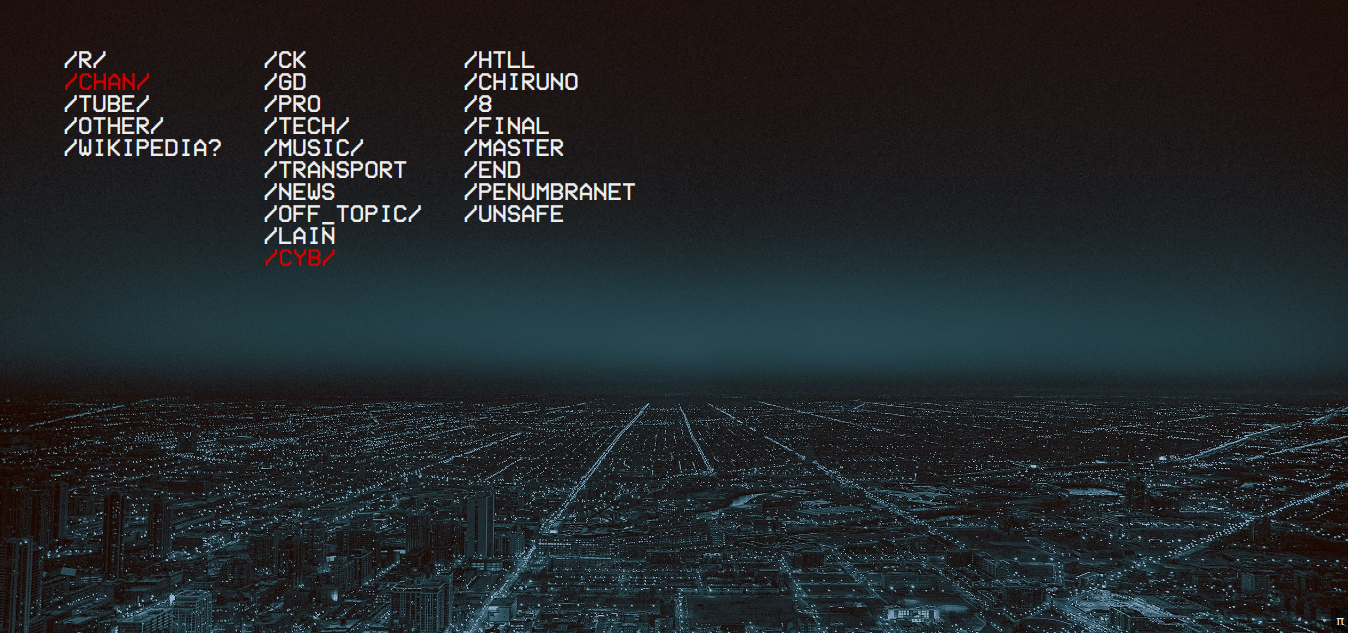 /R/
/CHAN/
/TUBE/
/OTHER/
/WIKIPEDIA?
/CK
/GD
/PRO
/TECH/
/MUSIC/
/TRANSPORT
/NEWS
/OFF_TOPIC/
/LAIN
/CYB/
/HTLL
/CHIRUNO
/8
/FINAL
/MASTER
/END
/PENUMBRANET
/UNSAFE
π